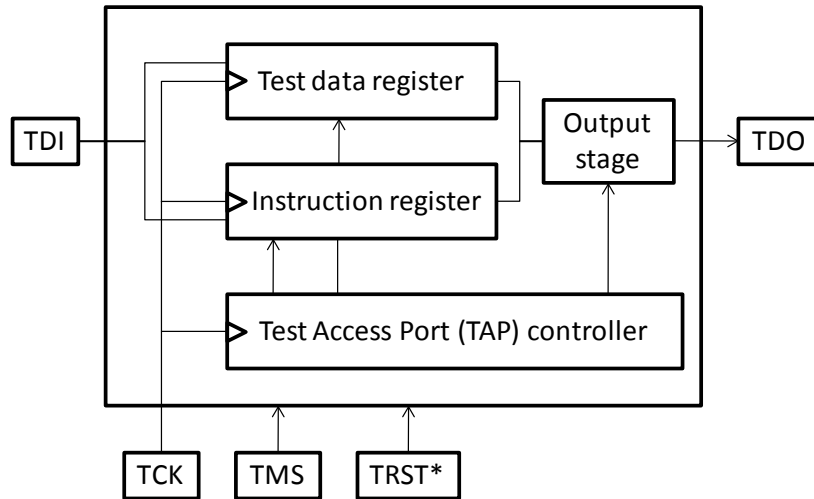 Test data register
TDI
Output
stage
TDO
Instruction register
Test Access Port (TAP) controller
TCK
TMS
TRST*